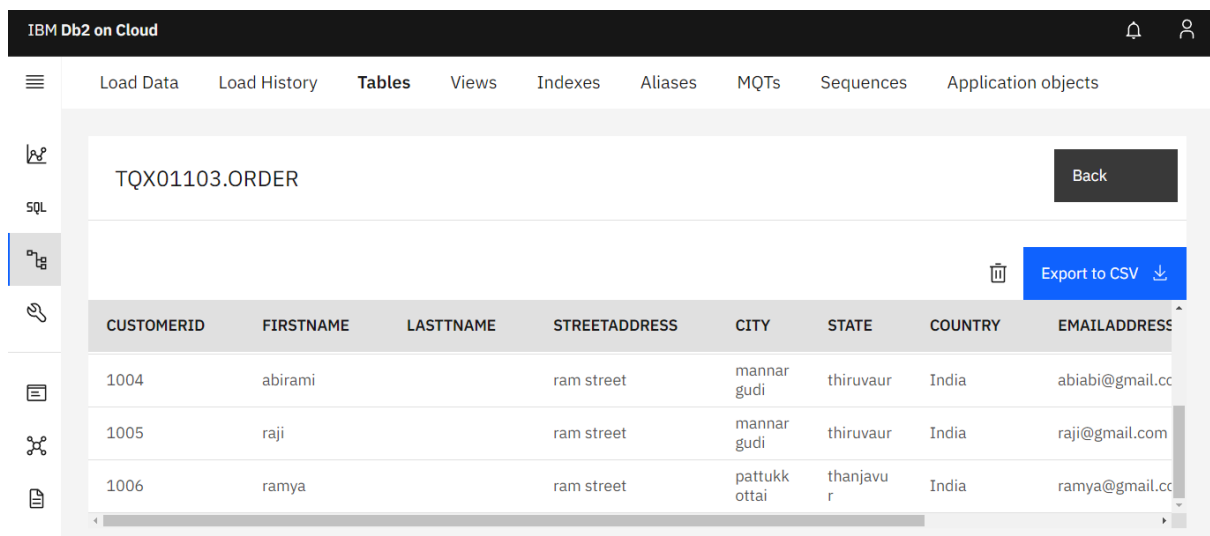 IBM Db2 on Cloud
Load Data Load History Tables Views Indexes Aliases MQTs Sequences Application objects
TQX01103.ORDER
Back
SQL
Export to CSV
CUSTOMERID FIRSTNAME LASTTNAME STREETADDRESS CITY STATE COUNTRY EMAILADDRESS
1004 abirami ram street mannar gudi thiruvaur India abiabi@gmail.cc
1005 raji ram street mannar gudi thiruvaur India raji@gmail.com
1006 ramya ram street pattukk ottai thanjavu r India ramya@gmail.cc